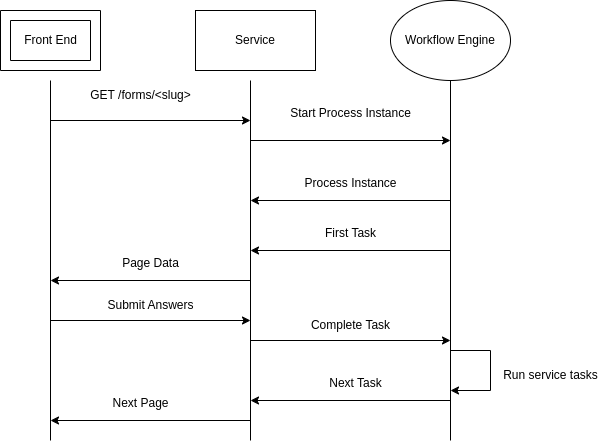 Front End
Service
Workflow Engine
GET /forms/<slug>
Start Process Instance
Process Instance
First Task
Page Data
Submit Answers
Complete Task
Run service tasks
Next Task
Next Page